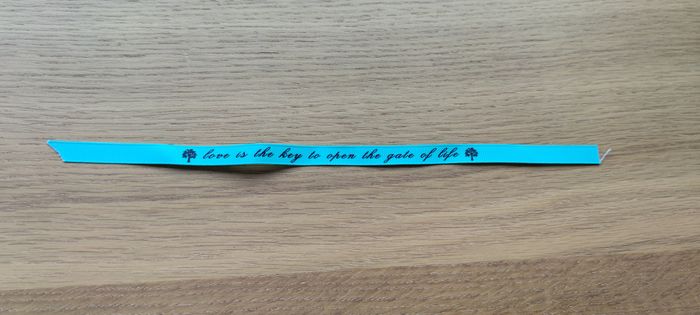 love is the key to open the gate of life